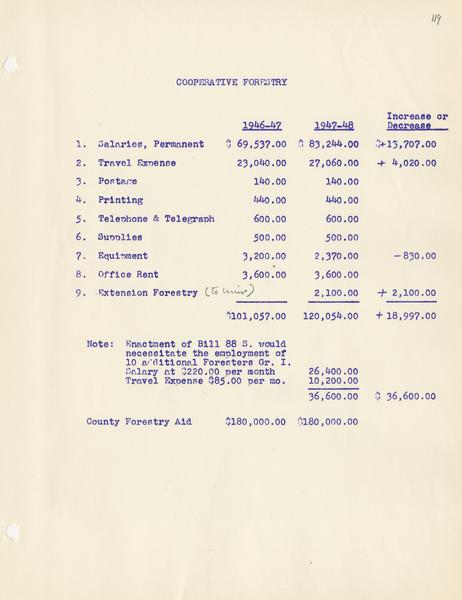 119
COOPERATIVE FORESTRY
Increase or
1946-47 1947-48 Decrease
1. Salaries, Permanent $ 69,537.00 $ 83,244.00 $+13,707.00
2. Travel Expense 23,040.00 27,060.00 + 4,020.00
3. Postage 140.00 140.00
4. Printing 440.00 440.00
5. Telephone & Telegraph 600.00 600.00
6. Supplies 500.00 500.00
7. Equipment 3,200.00 2,370.00 -830.00
8. Office Rent 3,600.00 3,600.00
9. Extension Forestry (to Univ) 2,100.00 + 2,100.00
$101,057.00 120,054.00 + 18,997.00
Note: Enactment of Bill 88 S. would
necessitate the employment of
10 additional Foresters Gr. I.
Salary at $220.00 per month 26,400.00
Travel Expense $85.00 per mo. 10,200.00
36,600.00 $ 36,600.00
County Forestry Aid $180,000.00 $180,000.00